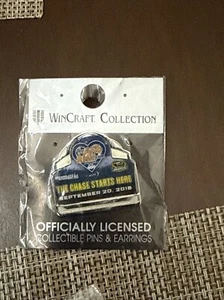 WINCRAFT COLLECTION
THE CHASE STARTS HERE
SEPTEMBER 20, 2015
OFFICIALLY LICENSED
COLLECTIBLE PINS & EARRINGS